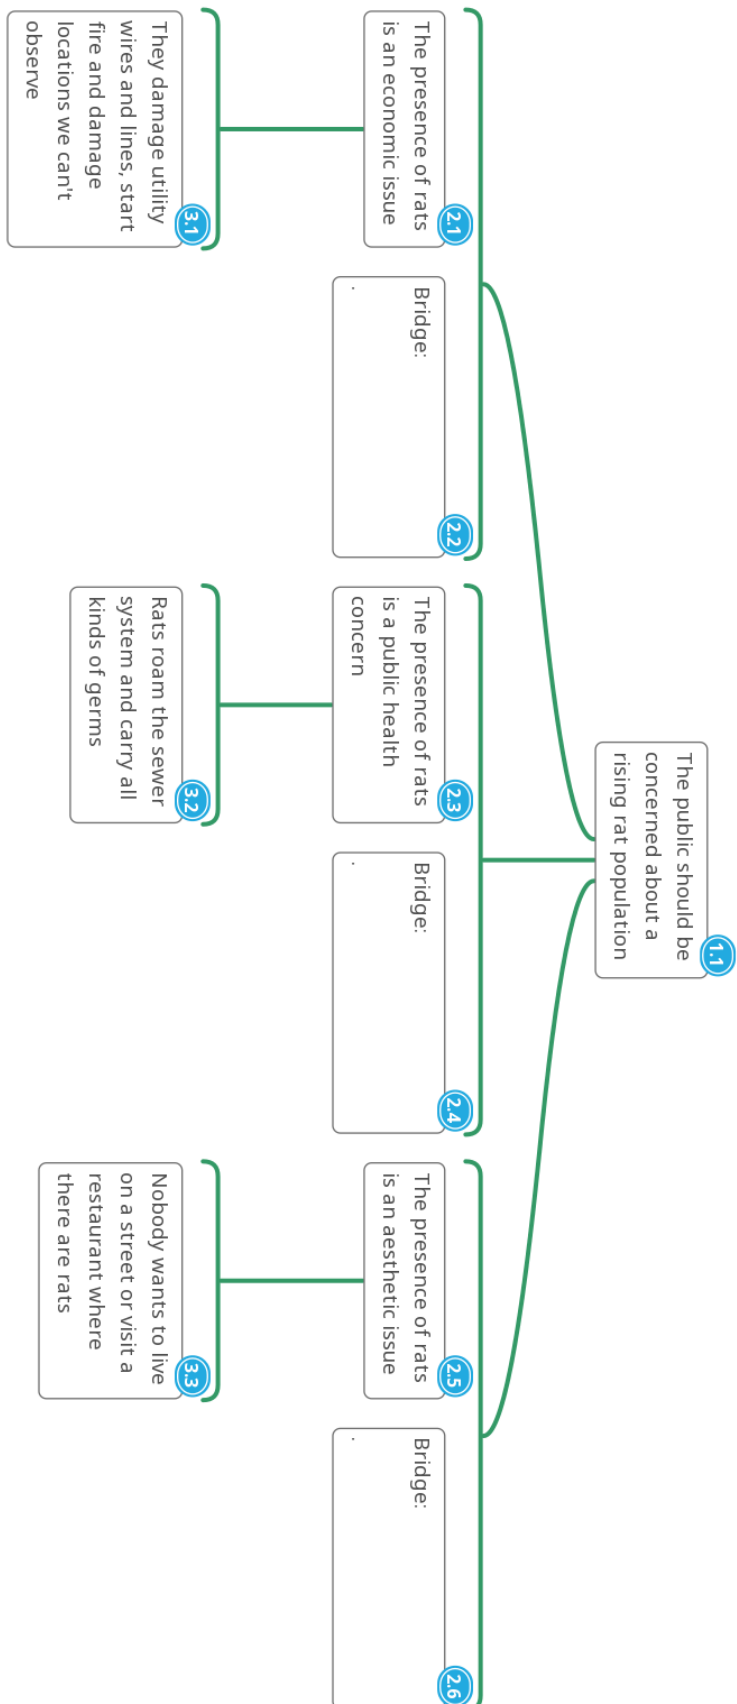 The public should be
concerned about a
rising rat population
1.1
The presence of rats
is an economic issue
2.1
Bridge:
.
2.2
The presence of rats
is a public health
concern
2.3
Bridge:
.
2.4
The presence of rats
is an aesthetic issue
2.5
Bridge:
.
2.6
They damage utility
wires and lines, start
fire and damage
locations we can't
observe
3.1
Rats roam the sewer
system and carry all
kinds of germs
3.2
Nobody wants to live
on a street or visit a
restaurant where
there are rats
3.3